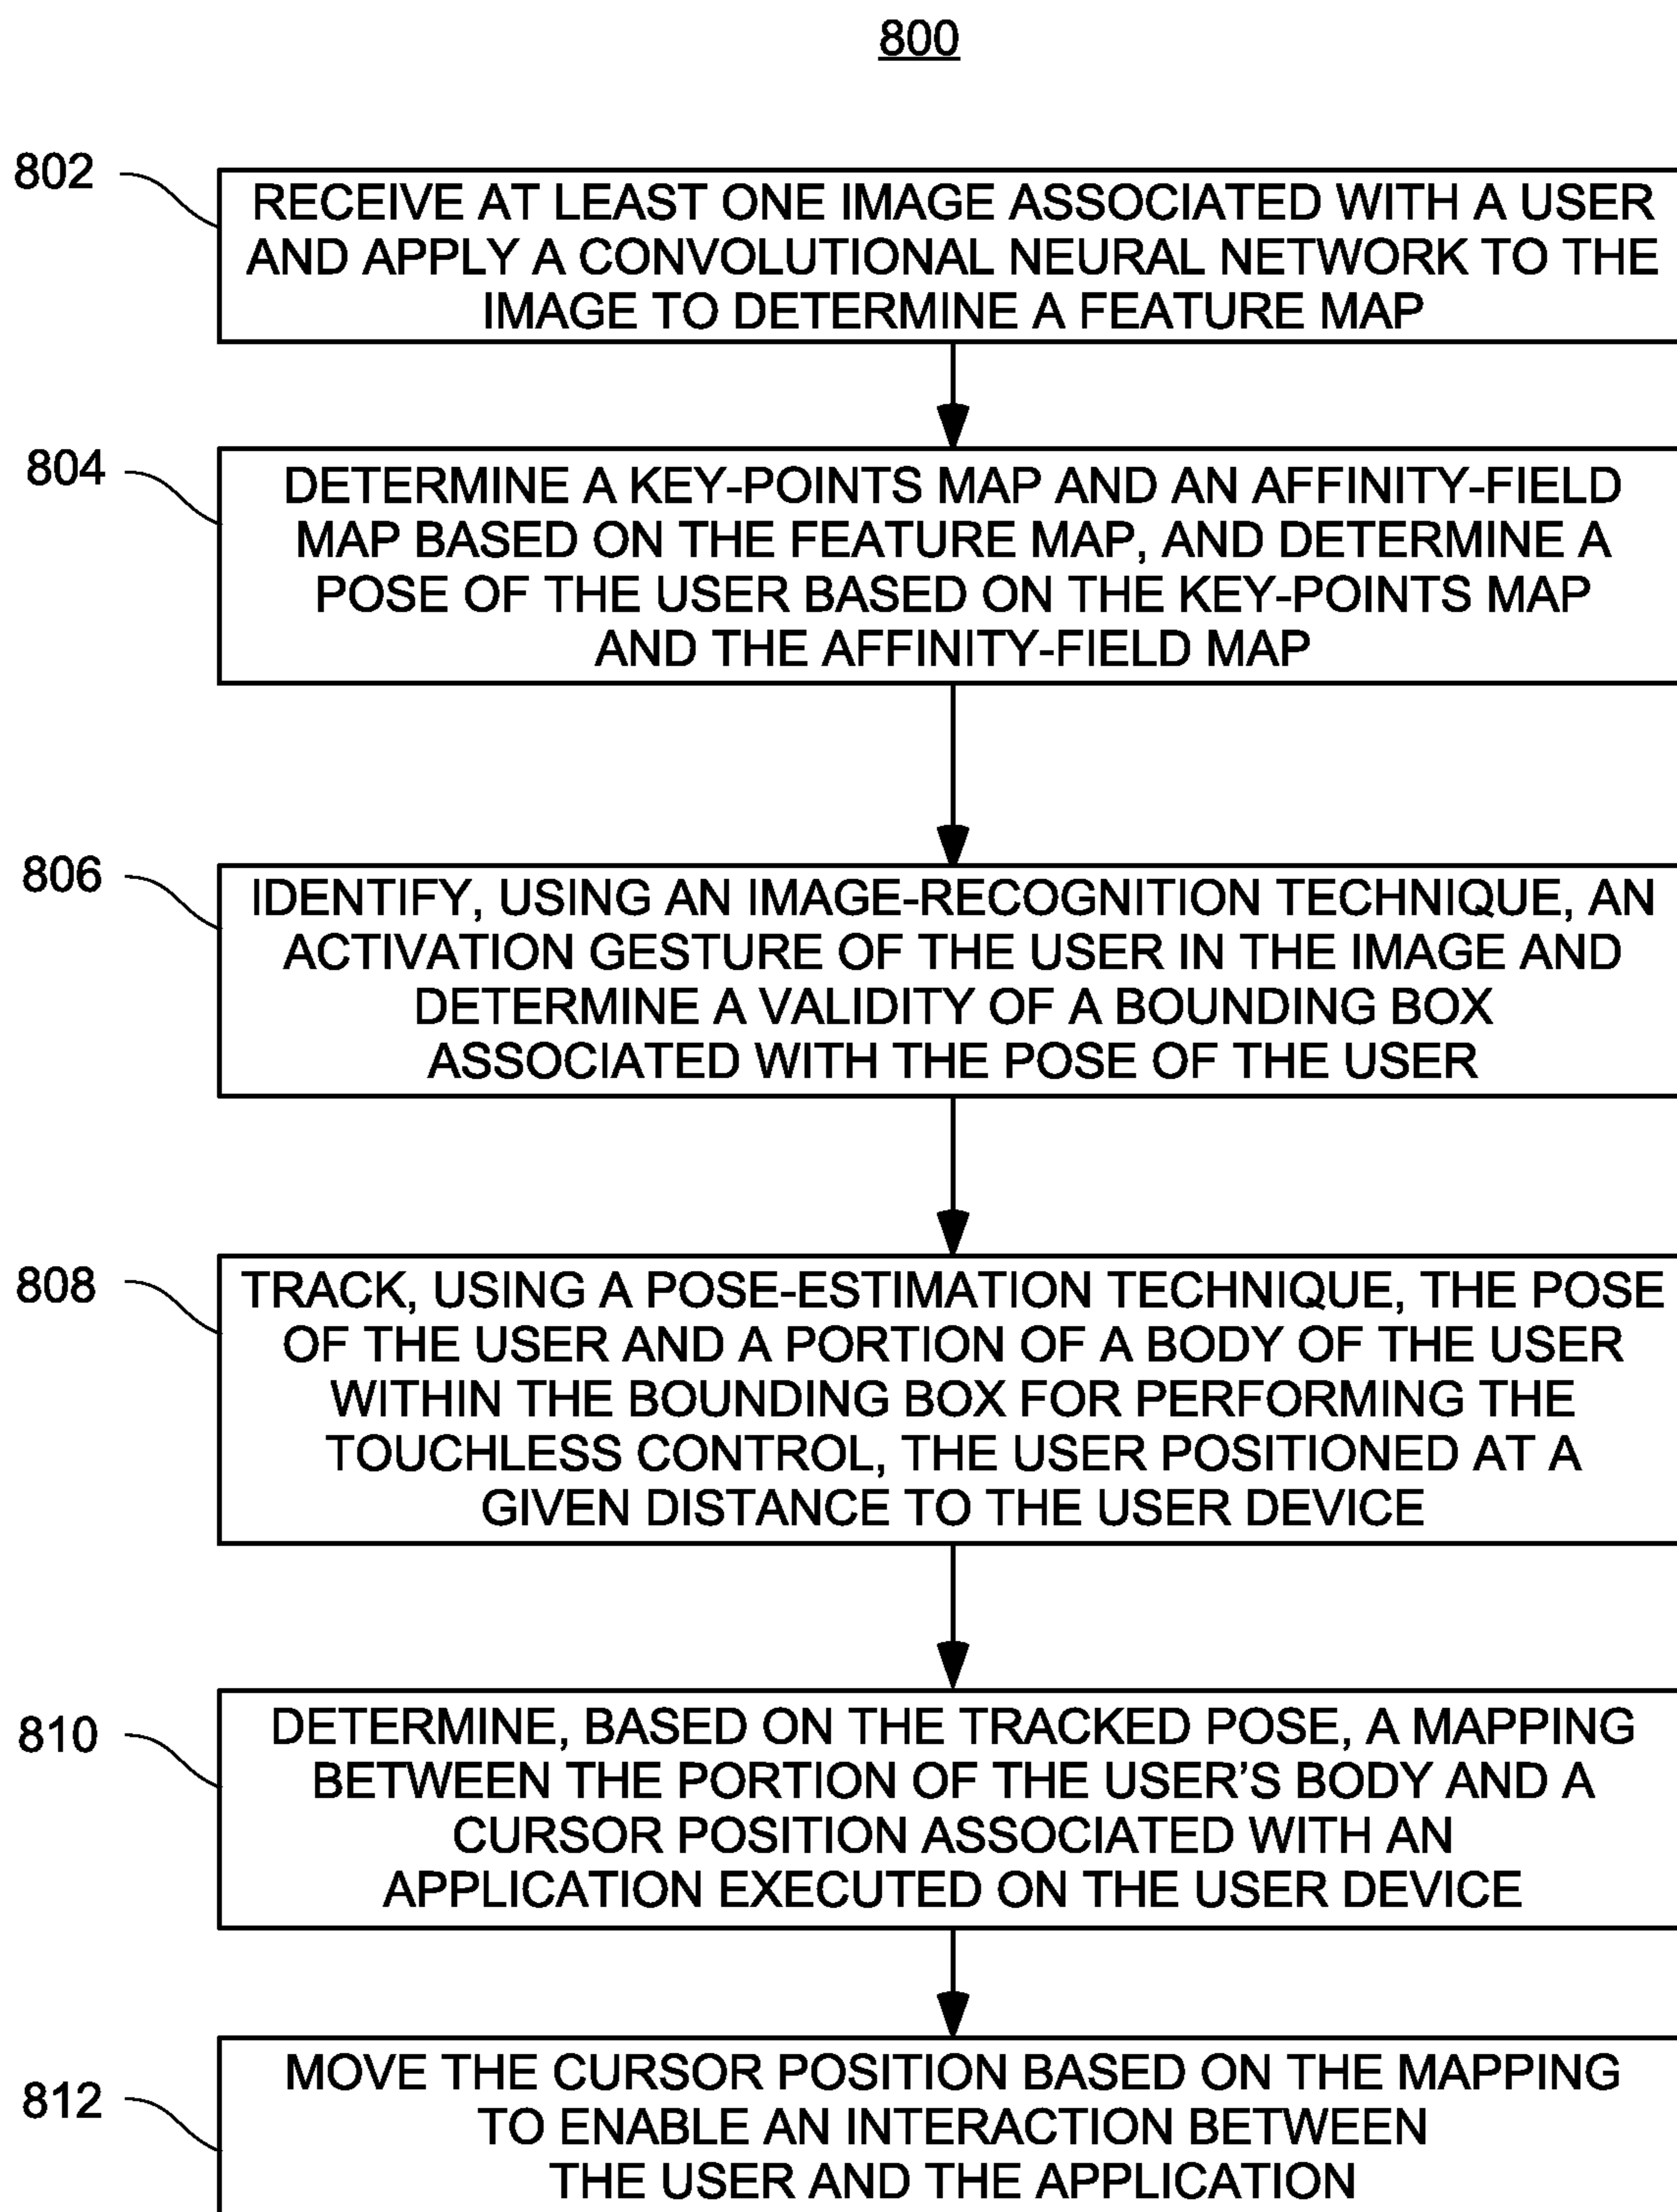 800
802
RECEIVE AT LEAST ONE IMAGE ASSOCIATED WITH A USER
AND APPLY A CONVOLUTIONAL NEURAL NETWORK TO THE
IMAGE TO DETERMINE A FEATURE MAP
804
DETERMINE A KEY-POINTS MAP AND AN AFFINITY-FIELD
MAP BASED ON THE FEATURE MAP, AND DETERMINE A
POSE OF THE USER BASED ON THE KEY-POINTS MAP
AND THE AFFINITY-FIELD MAP
806
IDENTIFY, USING AN IMAGE-RECOGNITION TECHNIQUE, AN
ACTIVATION GESTURE OF THE USER IN THE IMAGE AND
DETERMINE A VALIDITY OF A BOUNDING BOX
ASSOCIATED WITH THE POSE OF THE USER
808
TRACK, USING A POSE-ESTIMATION TECHNIQUE, THE POSE
OF THE USER AND A PORTION OF A BODY OF THE USER
WITHIN THE BOUNDING BOX FOR PERFORMING THE
TOUCHLESS CONTROL, THE USER POSITIONED AT A
GIVEN DISTANCE TO THE USER DEVICE
810
DETERMINE, BASED ON THE TRACKED POSE, A MAPPING
BETWEEN THE PORTION OF THE USER'S BODY AND A
CURSOR POSITION ASSOCIATED WITH AN
APPLICATION EXECUTED ON THE USER DEVICE
812
MOVE THE CURSOR POSITION BASED ON THE MAPPING
TO ENABLE AN INTERACTION BETWEEN
THE USER AND THE APPLICATION